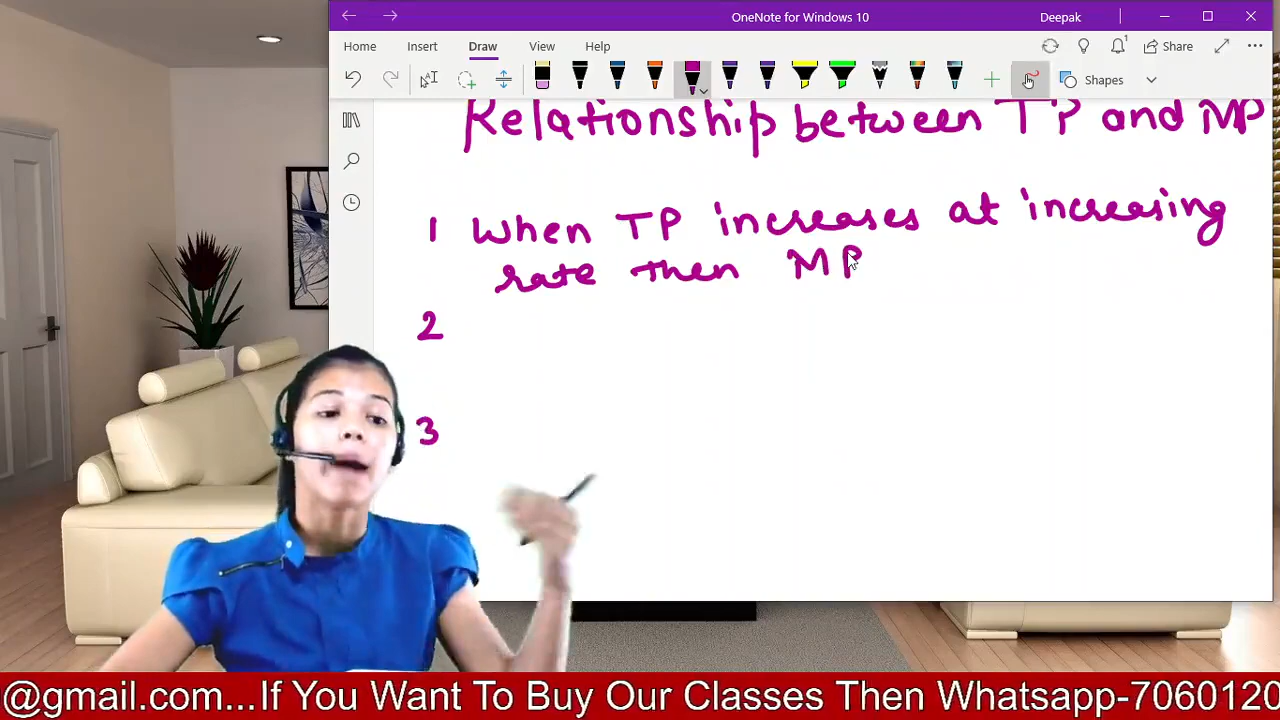 OneNote for Windows 10
Deepak
Home Insert Draw View Help
Share
Shapes
Relationship between TP and MP
1 When TP increases at increasing
rate then MP
2
3
@gmail.com...If You Want To Buy Our Classes Then Whatsapp-7060120